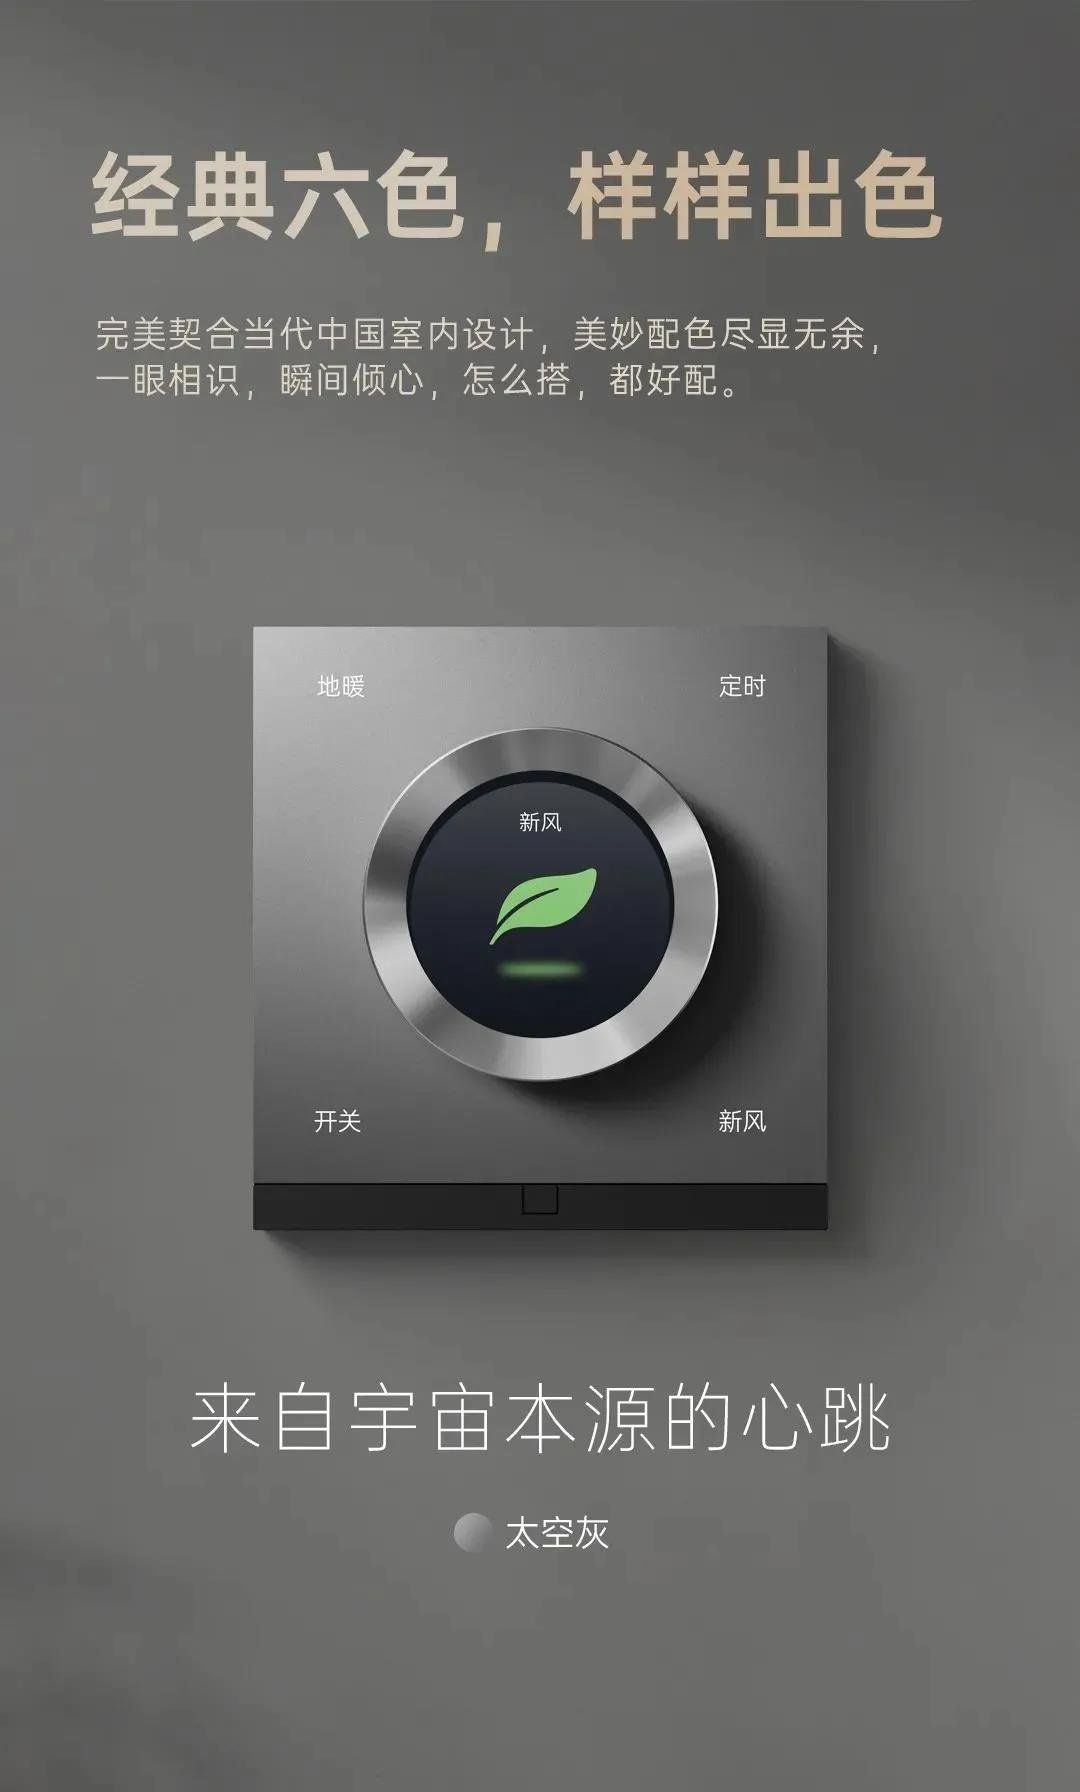 经典六色，样样出色
完美契合当代中国室内设计，美妙配色尽显无余，
一眼相识，瞬间倾心，怎么搭，都好配。
地暖
定时
新风
开关
新风
来自宇宙本源的心跳
太空灰